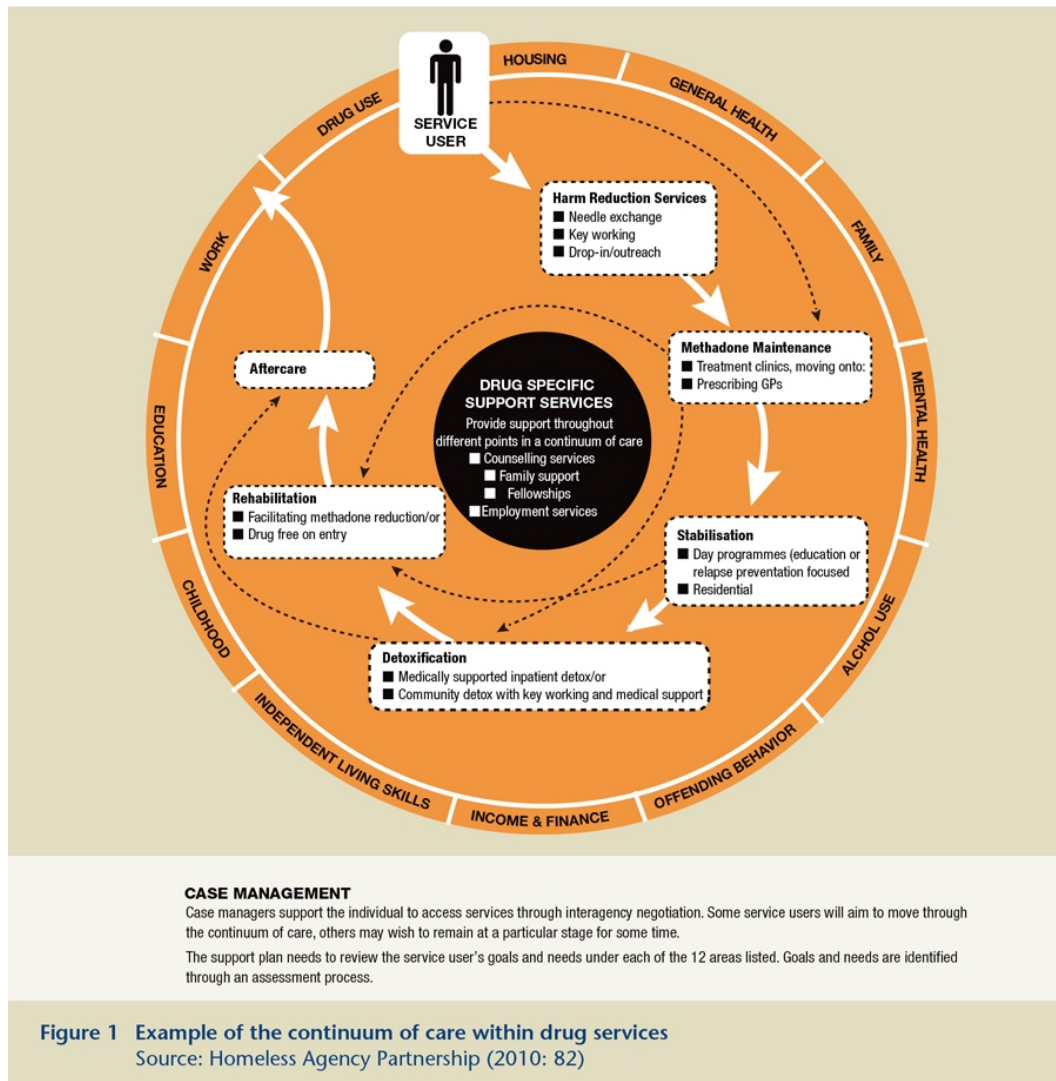 HOUSING
GENERAL HEALTH
FAMILY
MENTAL HEALTH
ALCHOL USE
OFFENDING BEHAVIOR
INCOME & FINANCE
INDEPENDENT LIVING SKILLS
CHILDHOOD
EDUCATION
WORK
DRUG USE
SERVICE
USER
Harm Reduction Services
■ Needle exchange
■ Key working
■ Drop-in/outreach
Methadone Maintenance
■ Treatment clinics, moving onto:
■ Prescribing GPs
Stabilisation
■ Day programmes (education or
relapse preventation focused
■ Residential
Detoxification
■ Medically supported inpatient detox/or
■ Community detox with key working and medical support
Rehabilitation
■ Facilitating methadone reduction/or
■ Drug free on entry
Aftercare
DRUG SPECIFIC
SUPPORT SERVICES
Provide support throughout
different points in a continuum of care
■ Counselling services
■ Family support
■ Fellowships
■ Employment services
CASE MANAGEMENT
Case managers support the individual to access services through interagency negotiation. Some service users will aim to move through
the continuum of care, others may wish to remain at a particular stage for some time.
The support plan needs to review the service user's goals and needs under each of the 12 areas listed. Goals and needs are identified
through an assessment process.
Figure 1 Example of the continuum of care within drug services
Source: Homeless Agency Partnership (2010: 82)